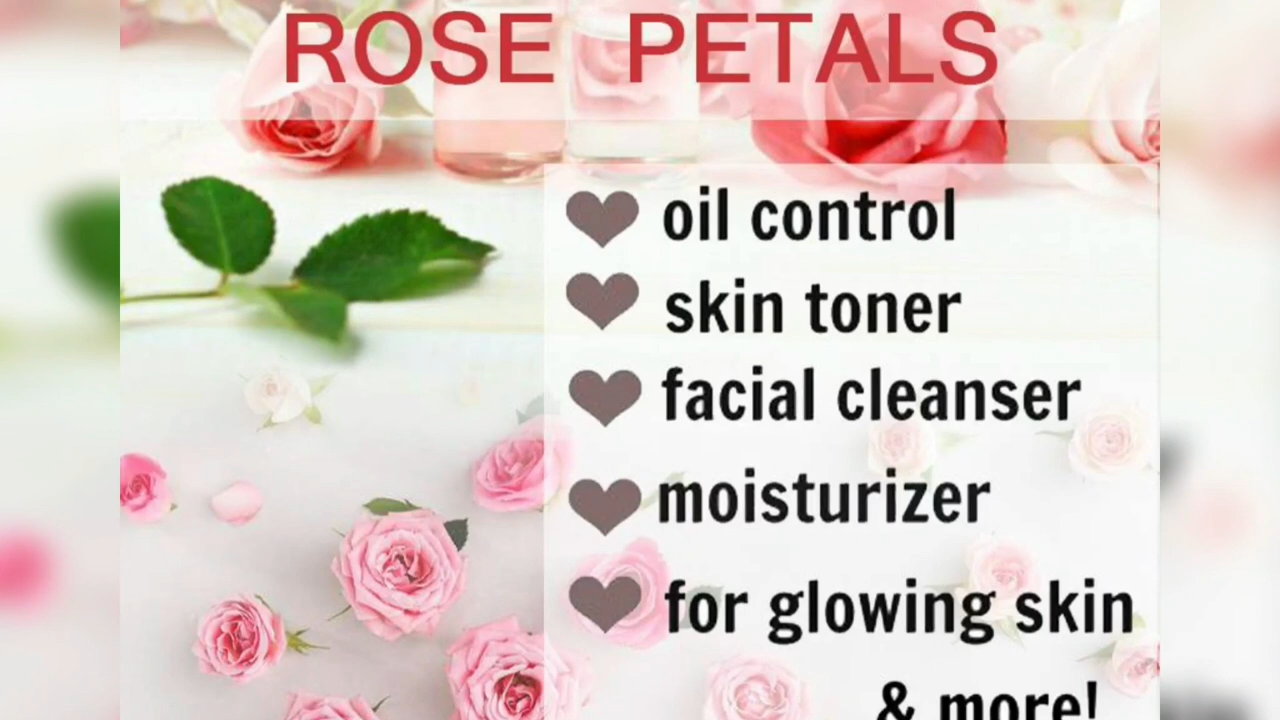 ROSE PETALS
oil control
skin toner
facial cleanser
moisturizer
for glowing skin
& more!